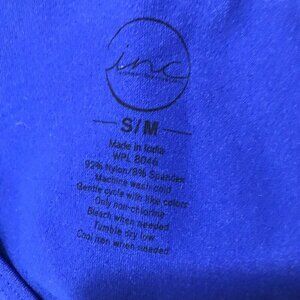 inc
S/M
Made in India
WPL 8046
92% Nylon/8% Spandex
Machine wash cold
Gentle cycle with like colors
Only non-chlorine
Bleach when needed
Tumble dry low
Cool iron when needed